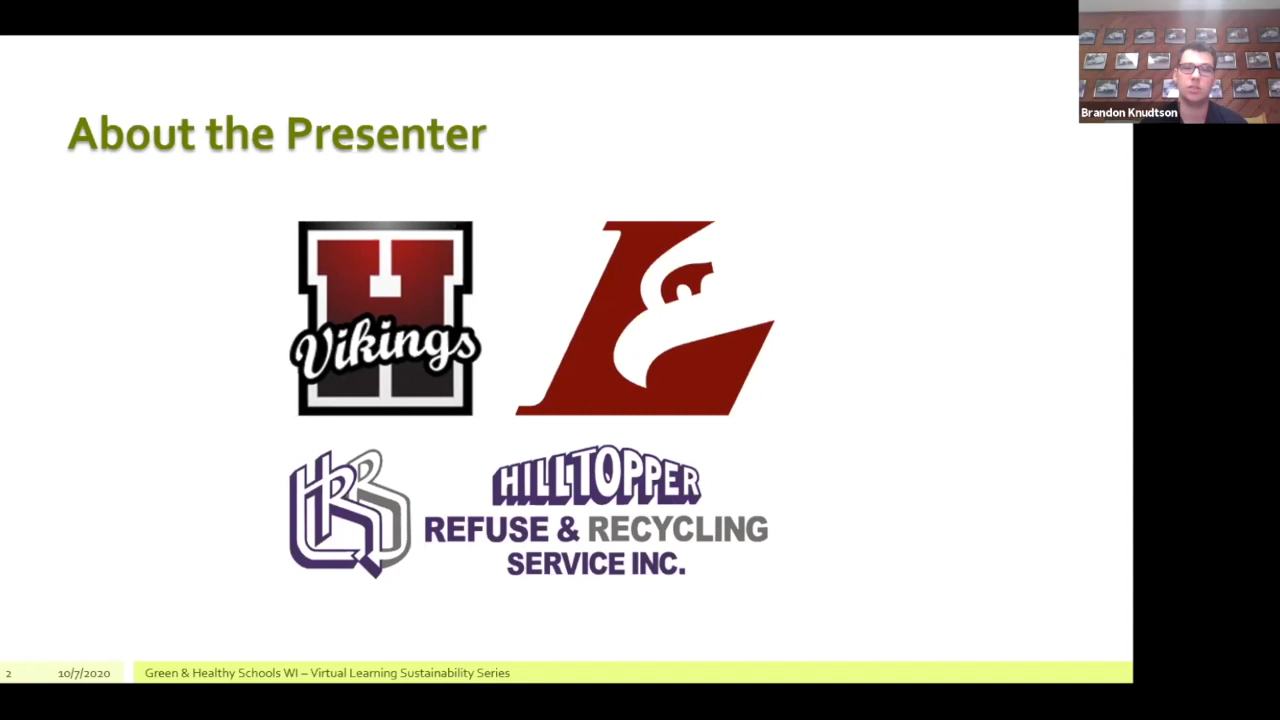 Brandon Knudtson
About the Presenter
H
Vikings
L
HRR
HILLTOPPER
REFUSE & RECYCLING
SERVICE INC.
2
10/7/2020
Green & Healthy Schools WI – Virtual Learning Sustainability Series